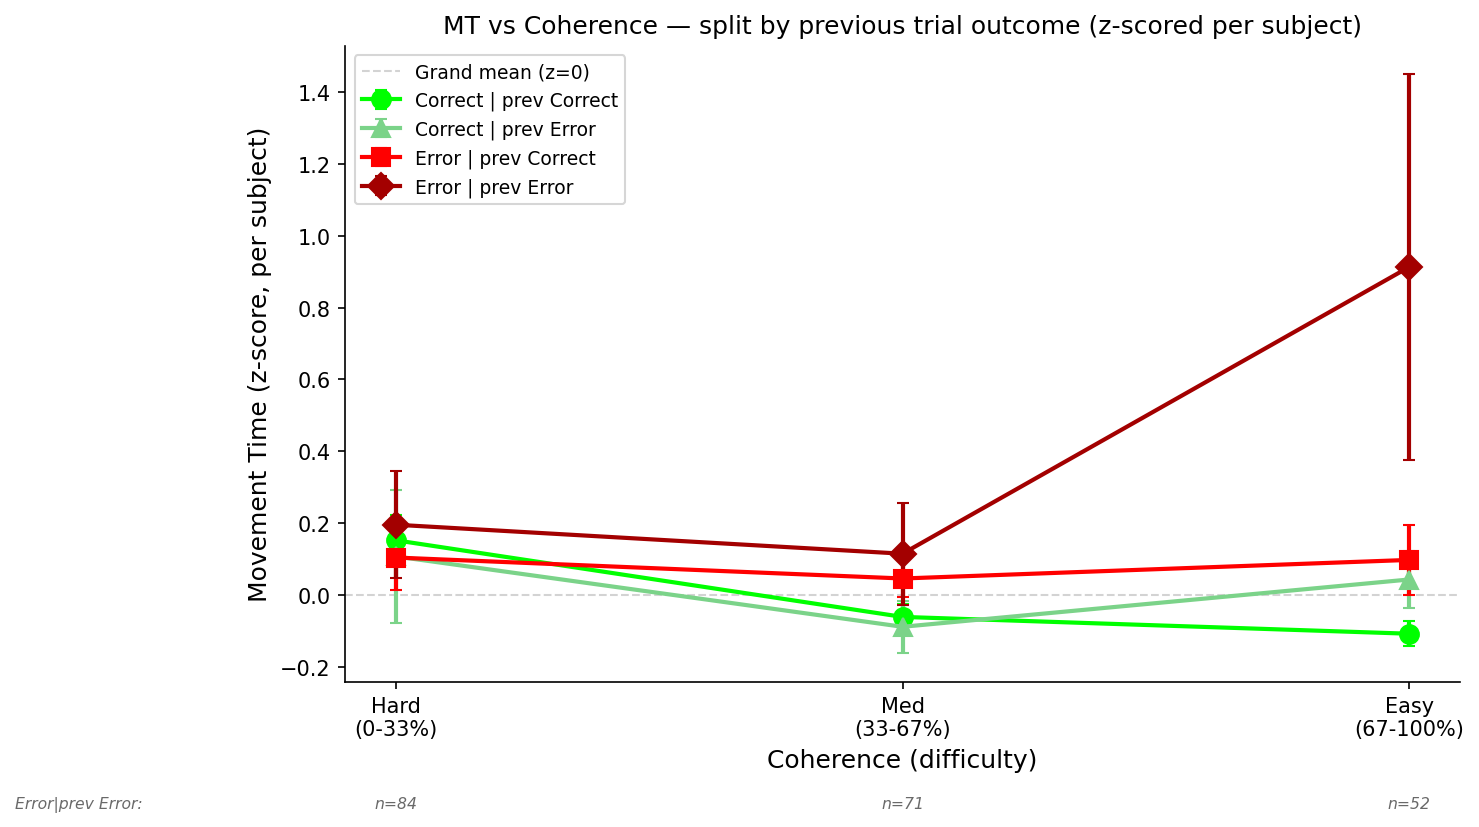 MT vs Coherence — split by previous trial outcome (z-scored per subject)
Grand mean (z=0)
Correct | prev Correct
Correct | prev Error
Error | prev Correct
Error | prev Error
Movement Time (z-score, per subject)
1.4
1.2
1.0
0.8
0.6
0.4
0.2
0.0
−0.2
Hard
(0-33%)
Med
(33-67%)
Easy
(67-100%)
Coherence (difficulty)
Error|prev Error:
n=84
n=71
n=52